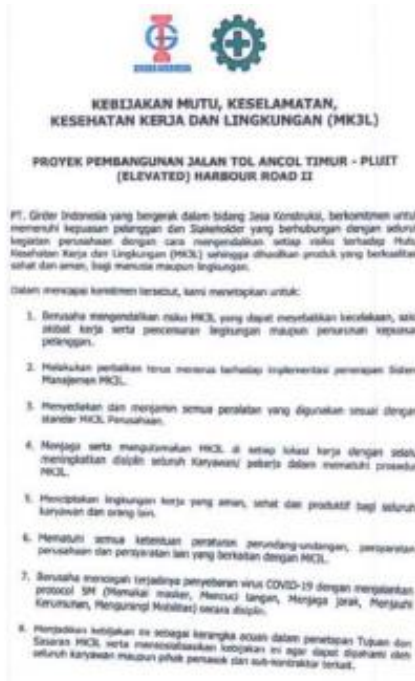 KEBIJAKAN MUTU, KESELAMATAN,
KESEHATAN KERJA DAN LINGKUNGAN (MK3L)
PROYEK PEMBANGUNAN JALAN TOL ANCOL TIMUR - PLUIT
(ELEVATED) HARBOUR ROAD II
PT. Girder Indonesia yang bergerak dalam bidang Jasa Konstruksi, berkomitmen untu
memenuhi kepuasan pelanggan dan Stakeholder yang berhubungan dengan seluru
kegiatan perusahaan dengan cara mengendalikan setiap risiko terhadap Mutu
Kesehatan Kerja dan Lingkungan (MK3L) sehingga dihasilkan produk yang berkualitas
sehat dan aman, bagi manusia maupun lingkungan.
Dalam mencapai komitmen tersebut, kami menetapkan untuk:
1. Berusaha mengendalikan risiko MK3L yang dapat menyebabkan kecelakaan, saki
akibat kerja serta pencemaran lingkungan maupun penurunan kepuasa
pelanggan.
2. Melakukan perbaikan terus menerus terhadap implementasi penerapan Sistem
Manajemen MK3L.
3. Menyediakan dan menjamin semua peralatan yang digunakan sesuai denga
standar MK3L Perusahaan.
4. Menjaga serta mengutamakan MK3L di setiap lokasi kerja dengan selalu
meningkatkan disiplin seluruh Karyawan/ pekerja dalam mematuhi prosedu
MK3L.
5. Menciptakan lingkungan kerja yang aman, sehat dan produktif bagi seluruh
karyawan dan orang lain.
6. Mematuhi semua ketentuan peraturan perundang-undangan, persyaratan
perusahaan dan persyaratan lain yang berkaitan dengan MK3L.
7. Berusaha mencegah terjadinya penyebaran virus COVID-19 dengan menjalankan
protocol 5M (Memakai masker, Mencuci tangan, Menjaga jarak, Menjauhi
Kerumunan, Mengurangi Mobilitas) secara disiplin.
8. Menjadikan kebijakan ini sebagai kerangka acuan dalam penetapan Tujuan dan
Sasaran MK3L serta mensosialisasikan kebijakan ini agar dapat dipahami oleh
seluruh karyawan maupun pihak pemasok dan sub-kontraktor terkait.